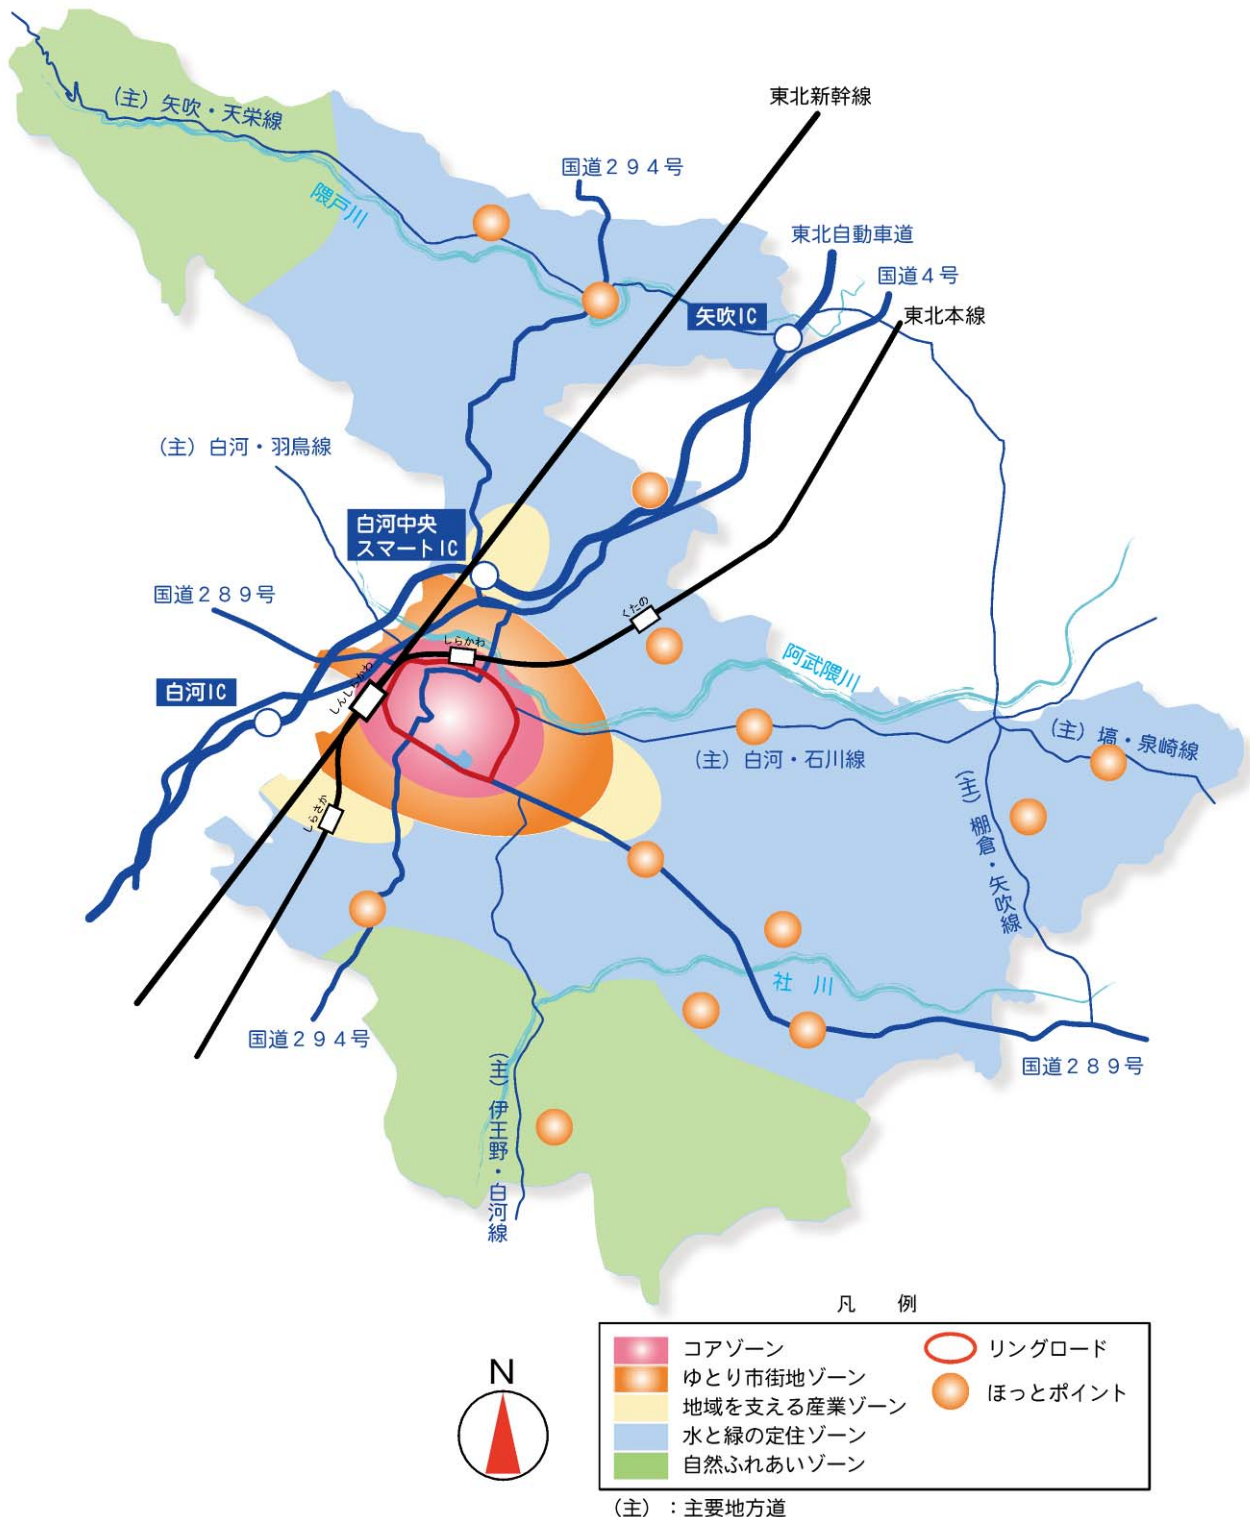 東北新幹線
(主) 矢吹・天栄線
国道294号
隈戸川
東北自動車道
国道4号
矢吹IC
東北本線
(主) 白河・羽鳥線
白河中央
スマートIC
国道289号
くたの
しらかわ
阿武隈川
しんしらかわ
白河IC
(主) 塙・泉崎線
(主) 白河・石川線
(主) 棚倉・矢吹線
しらさか
社 川
国道294号
(主) 伊王野・白河線
国道289号
凡 例
コアゾーン
リングロード
ゆとり市街地ゾーン
ほっとポイント
地域を支える産業ゾーン
水と緑の定住ゾーン
自然ふれあいゾーン
N
(主) : 主要地方道